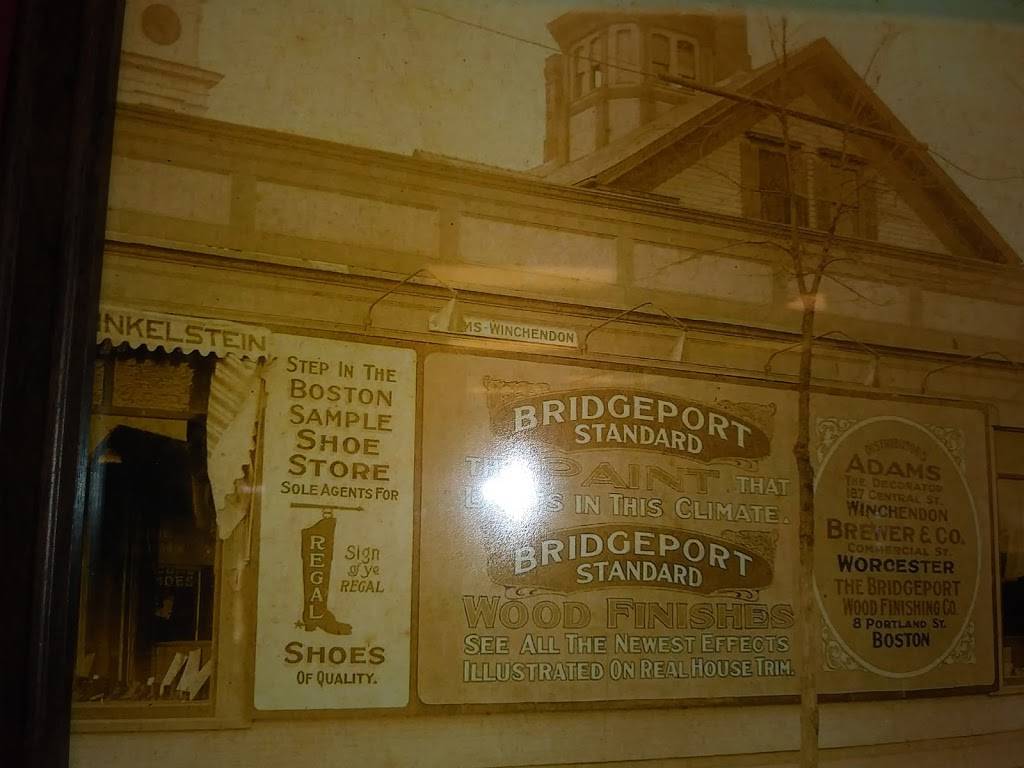 INKELSTEIN
MS-WINCHENDON
STEP IN THE
BOSTON
SAMPLE
SHOE
STORE
SOLE AGENTS FOR
REGAL
Sign
of ye
REGAL
SHOES
OF QUALITY.
BRIDGEPORT
STANDARD
PAINT THAT
IN THIS CLIMATE.
BRIDGEPORT
STANDARD
WOOD FINISHES
SEE ALL THE NEWEST EFFECTS
ILLUSTRATED ON REAL HOUSE TRIM.
DISTRIBUTORS
ADAMS
THE DECORATOR
187 CENTRAL ST.
WINCHENDON
BREWER & CO.
COMMERCIAL ST.
WORCESTER
THE BRIDGEPORT
WOOD FINISHING CO.
8 PORTLAND ST.
BOSTON